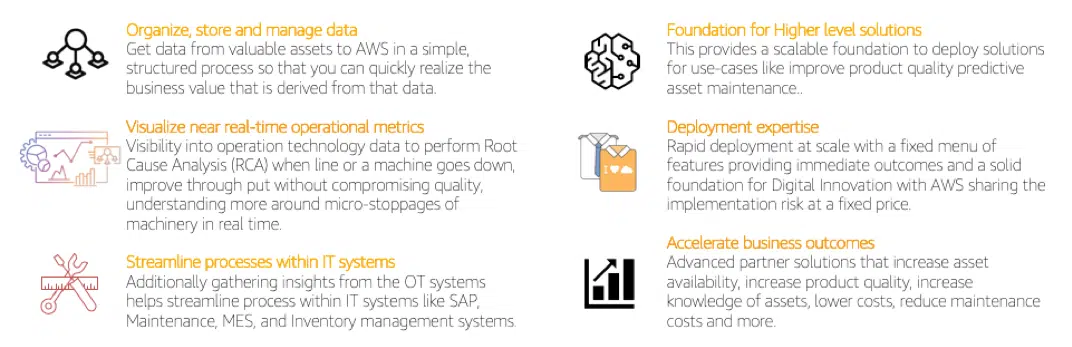 Organize, store and manage data
Get data from valuable assets to AWS in a simple,
structured process so that you can quickly realize the
business value that is derived from that data.
Visualize near real-time operational metrics
Visibility into operation technology data to perform Root
Cause Analysis (RCA) when line or a machine goes down,
improve through put without compromising quality,
understanding more around micro-stoppages of
machinery in real time.
Streamline processes within IT systems
Additionally gathering insights from the OT systems
helps streamline process within IT systems like SAP,
Maintenance, MES, and Inventory management systems.
Foundation for Higher level solutions
This provides a scalable foundation to deploy solutions
for use-cases like improve product quality predictive
asset maintenance..
Deployment expertise
Rapid deployment at scale with a fixed menu of
features providing immediate outcomes and a solid
foundation for Digital Innovation with AWS sharing the
implementation risk at a fixed price.
I
Accelerate business outcomes
Advanced partner solutions that increase asset
availability, increase product quality, increase
knowledge of assets, lower costs, reduce maintenance
costs and more.